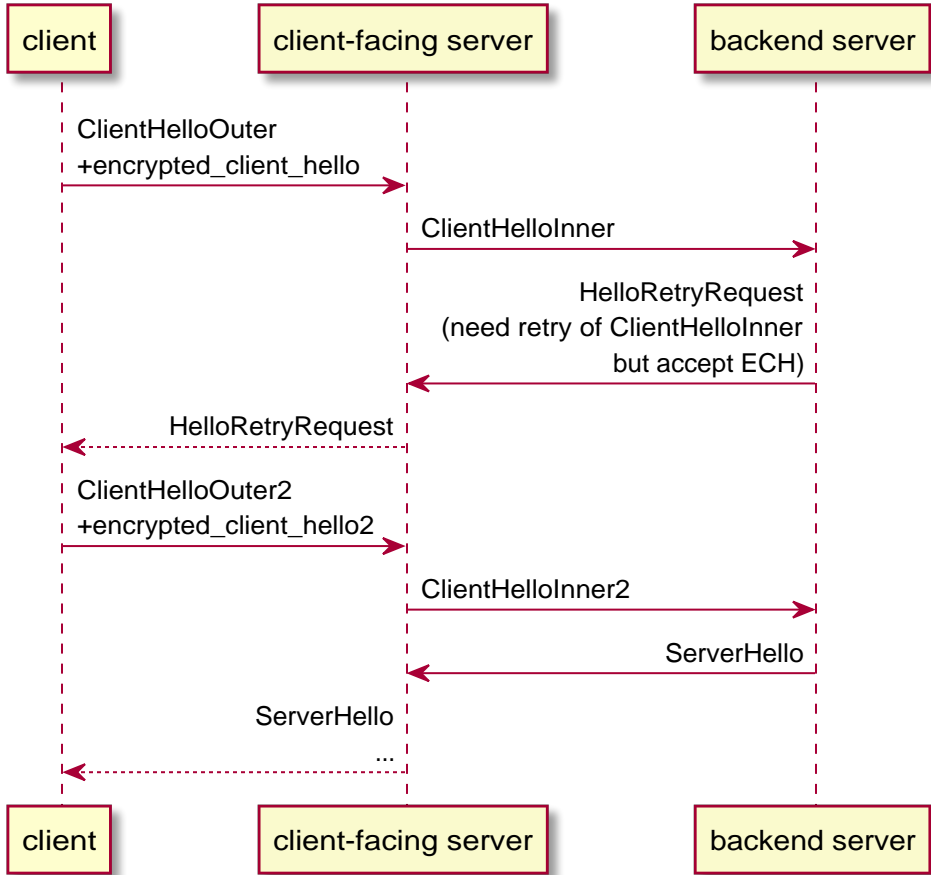 client
client-facing server
backend server
ClientHelloOuter
+encrypted_client_hello
ClientHelloInner
HelloRetryRequest
(need retry of ClientHelloInner
but accept ECH)
HelloRetryRequest
ClientHelloOuter2
+encrypted_client_hello2
ClientHelloInner2
ServerHello
ServerHello
...
client
client-facing server
backend server